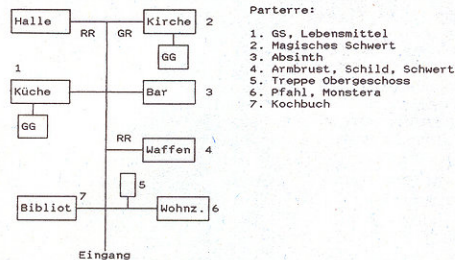 Halle
Kirche
2
RR
GR
GG
1
Küche
Bar
3
GG
RR
Waffen
4
5
7
Bibliot
Wohnz.
6
Eingang
Parterre:
1. GS, Lebensmittel
2. Magisches Schwert
3. Absinth
4. Armbrust, Schild, Schwert
5. Treppe Obergeschoss
6. Pfahl, Monstera
7. Kochbuch